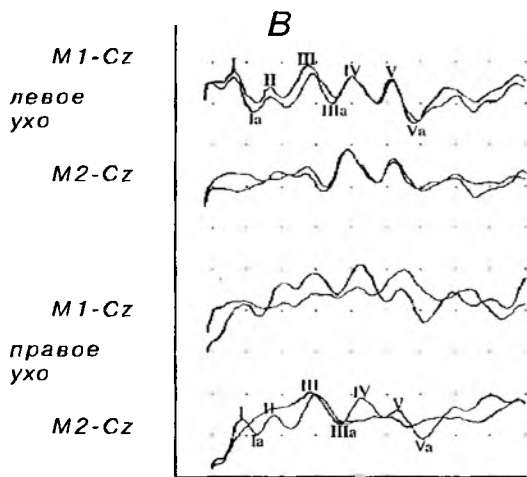 В
M1-Cz
левое
ухо
I
II
III
IV
V
Ia
IIIa
Va
M2-Cz
M1-Cz
правое
ухо
M2-Cz
I
II
III
IV
V
Ia
IIIa
Va